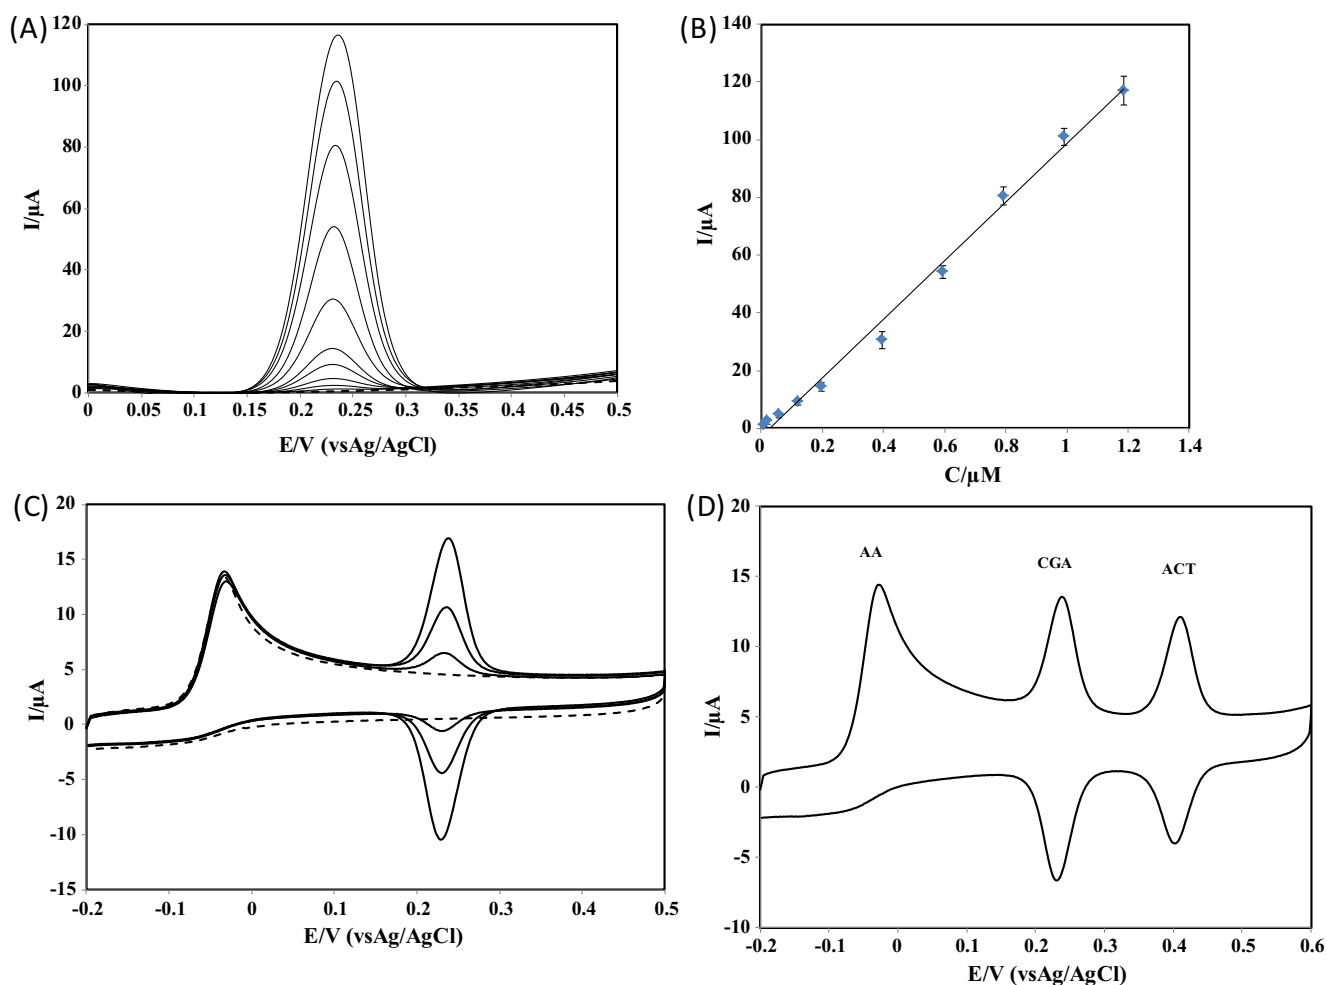 (A)
120
100
80
60
40
20
0
I/µA
0 0.05 0.1 0.15 0.2 0.25 0.3 0.35 0.4 0.45 0.5
E/V (vsAg/AgCl)
(B)
140
120
100
80
60
40
20
0
I/µA
0 0.2 0.4 0.6 0.8 1 1.2 1.4
C/µM
(C)
20
15
10
5
0
-5
-10
-15
I/µA
-0.2 -0.1 0 0.1 0.2 0.3 0.4 0.5
E/V (vsAg/AgCl)
(D)
20
15
10
5
0
-5
-10
I/µA
AA
CGA
ACT
-0.2 -0.1 0 0.1 0.2 0.3 0.4 0.5 0.6
E/V (vsAg/AgCl)